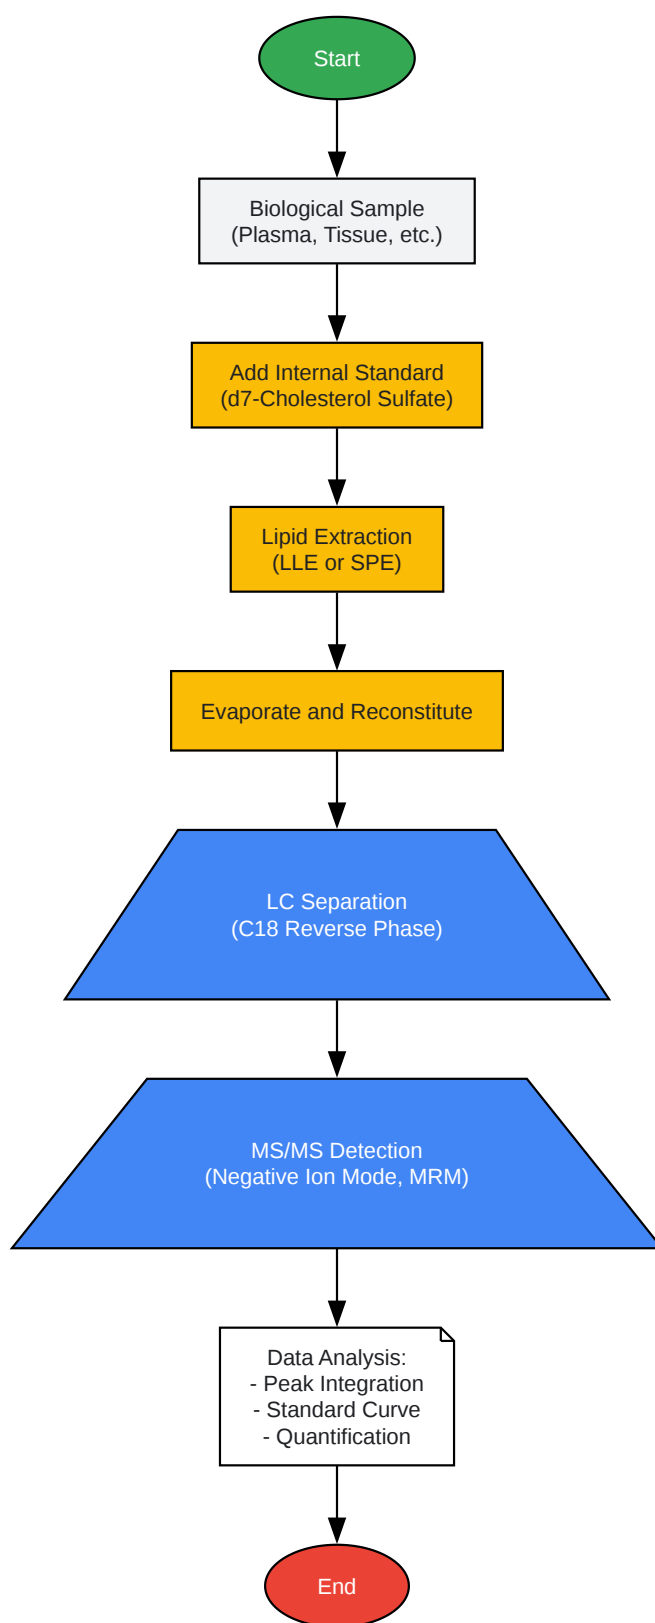 Start
Biological Sample
(Plasma, Tissue, etc.)
Add Internal Standard
(d7-Cholesterol Sulfate)
Lipid Extraction
(LLE or SPE)
Evaporate and Reconstitute
LC Separation
(C18 Reverse Phase)
MS/MS Detection
(Negative Ion Mode, MRM)
Data Analysis:
- Peak Integration
- Standard Curve
- Quantification
End